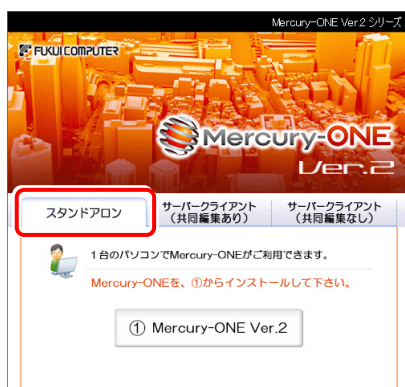 Mercury-ONE Ver.2 シリーズ
FUKUI COMPUTER
Mercury-ONE
Ver.2
スタンドアロン
サーバークライアント
（共同編集あり）
サーバークライアント
（共同編集なし）
1台のパソコンでMercury-ONEがご利用できます。
Mercury-ONEを、①からインストールして下さい。
① Mercury-ONE Ver.2